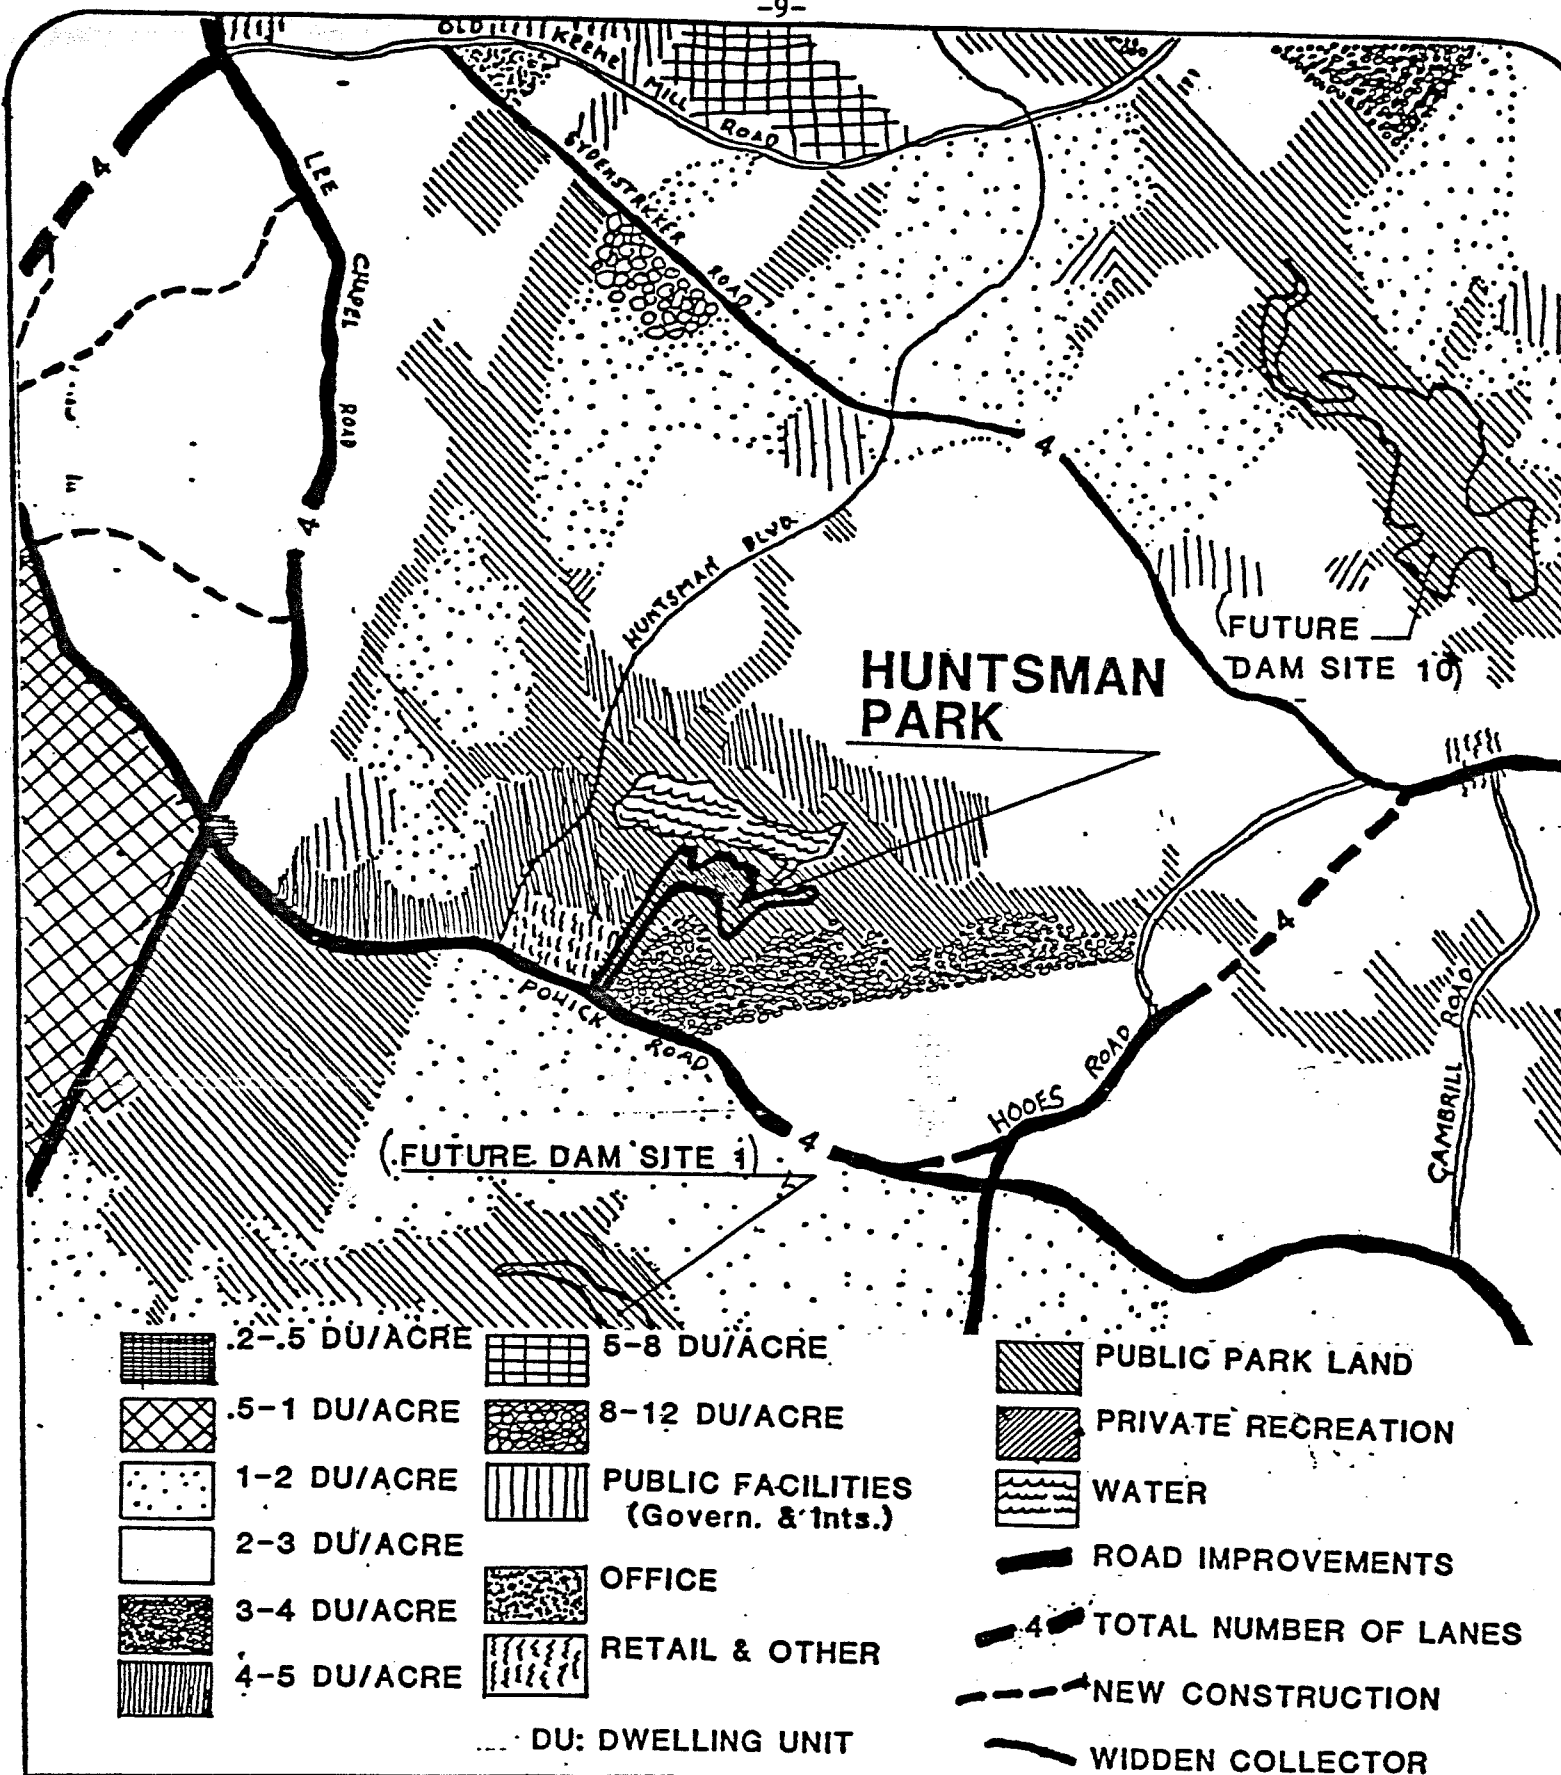 -9-
OLD KEENE MILL ROAD
4
LEE CHAPEL ROAD
SYDENSTRKER ROAD
4
4
HUNTSMAN BLVD
(FUTURE
DAM SITE 10)
HUNTSMAN
PARK
4
POHICK ROAD
HOOES ROAD
GAMBRILL ROAD
4
(FUTURE DAM SITE 1)
.2-.5 DU/ACRE
.5-1 DU/ACRE
1-2 DU/ACRE
2-3 DU/ACRE
3-4 DU/ACRE
4-5 DU/ACRE
5-8 DU/ACRE
8-12 DU/ACRE
PUBLIC FACILITIES
(Govern. & Ints.)
OFFICE
RETAIL & OTHER
DU: DWELLING UNIT
PUBLIC PARK LAND
PRIVATE RECREATION
WATER
ROAD IMPROVEMENTS
4 TOTAL NUMBER OF LANES
NEW CONSTRUCTION
WIDDEN COLLECTOR